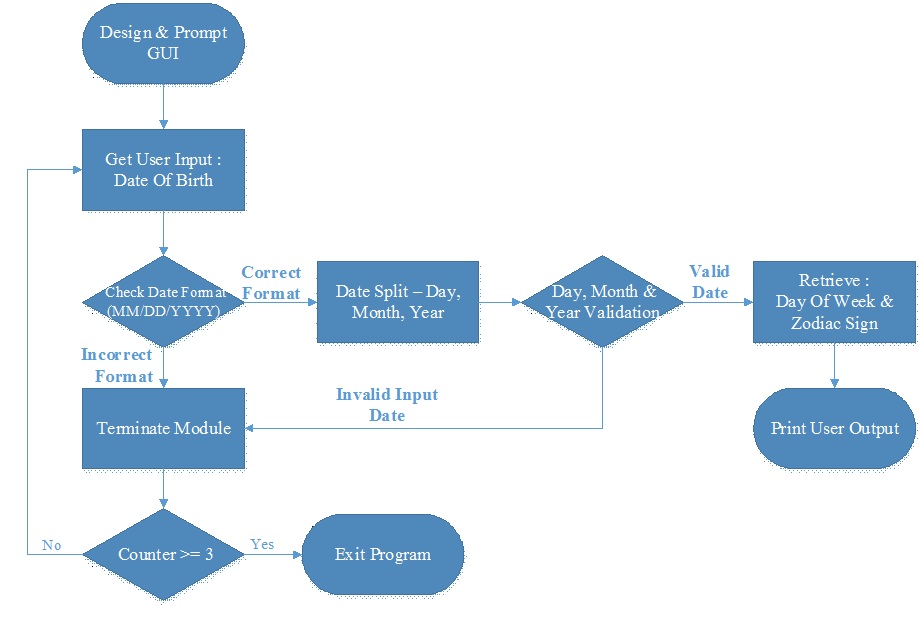 Design & Prompt
GUI
Get User Input :
Date Of Birth
Check Date Format
(MM/DD/YYYY)
Correct
Format
Date Split – Day,
Month, Year
Day, Month &
Year Validation
Valid
Date
Retrieve :
Day Of Week &
Zodiac Sign
Incorrect
Format
Invalid Input
Date
Terminate Module
Print User Output
No
Counter >= 3
Yes
Exit Program